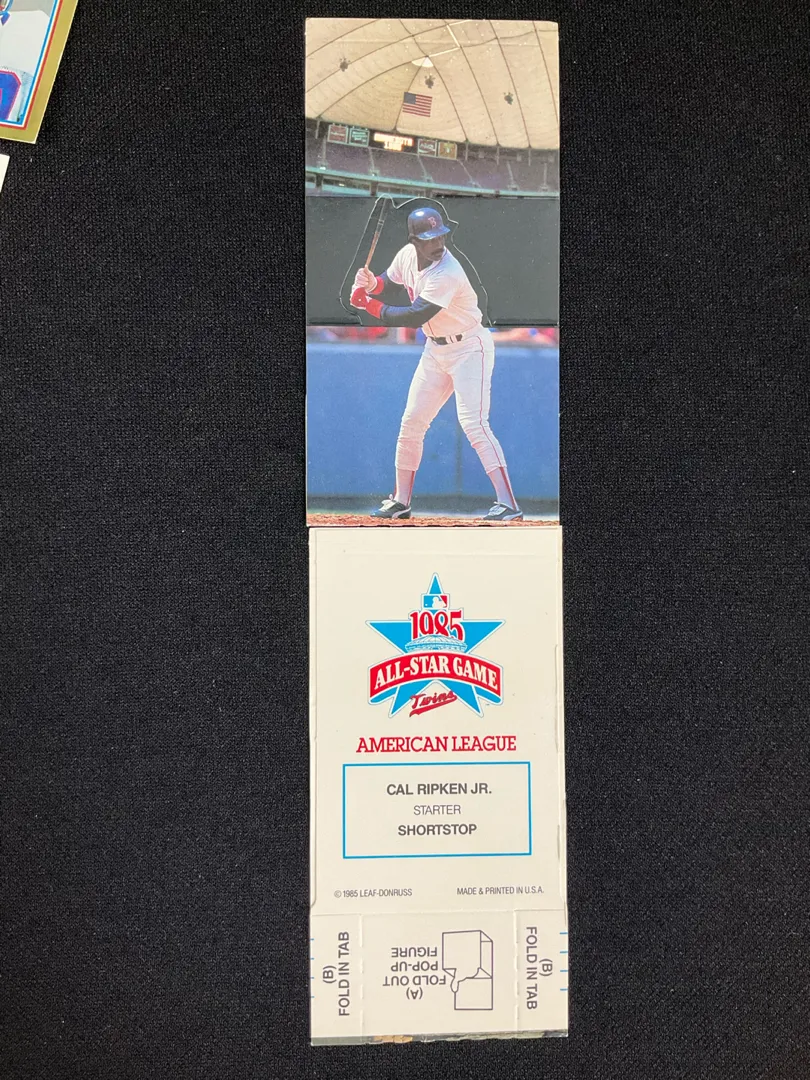 1985
ALL-STAR GAME
Twins
AMERICAN LEAGUE
CAL RIPKEN JR.
STARTER
SHORTSTOP
© 1985 LEAF-DONRUSS MADE & PRINTED IN U.S.A.
(B)
FOLD IN TAB
(A)
FOLD OUT
POP-UP
FIGURE
(B)
FOLD IN TAB